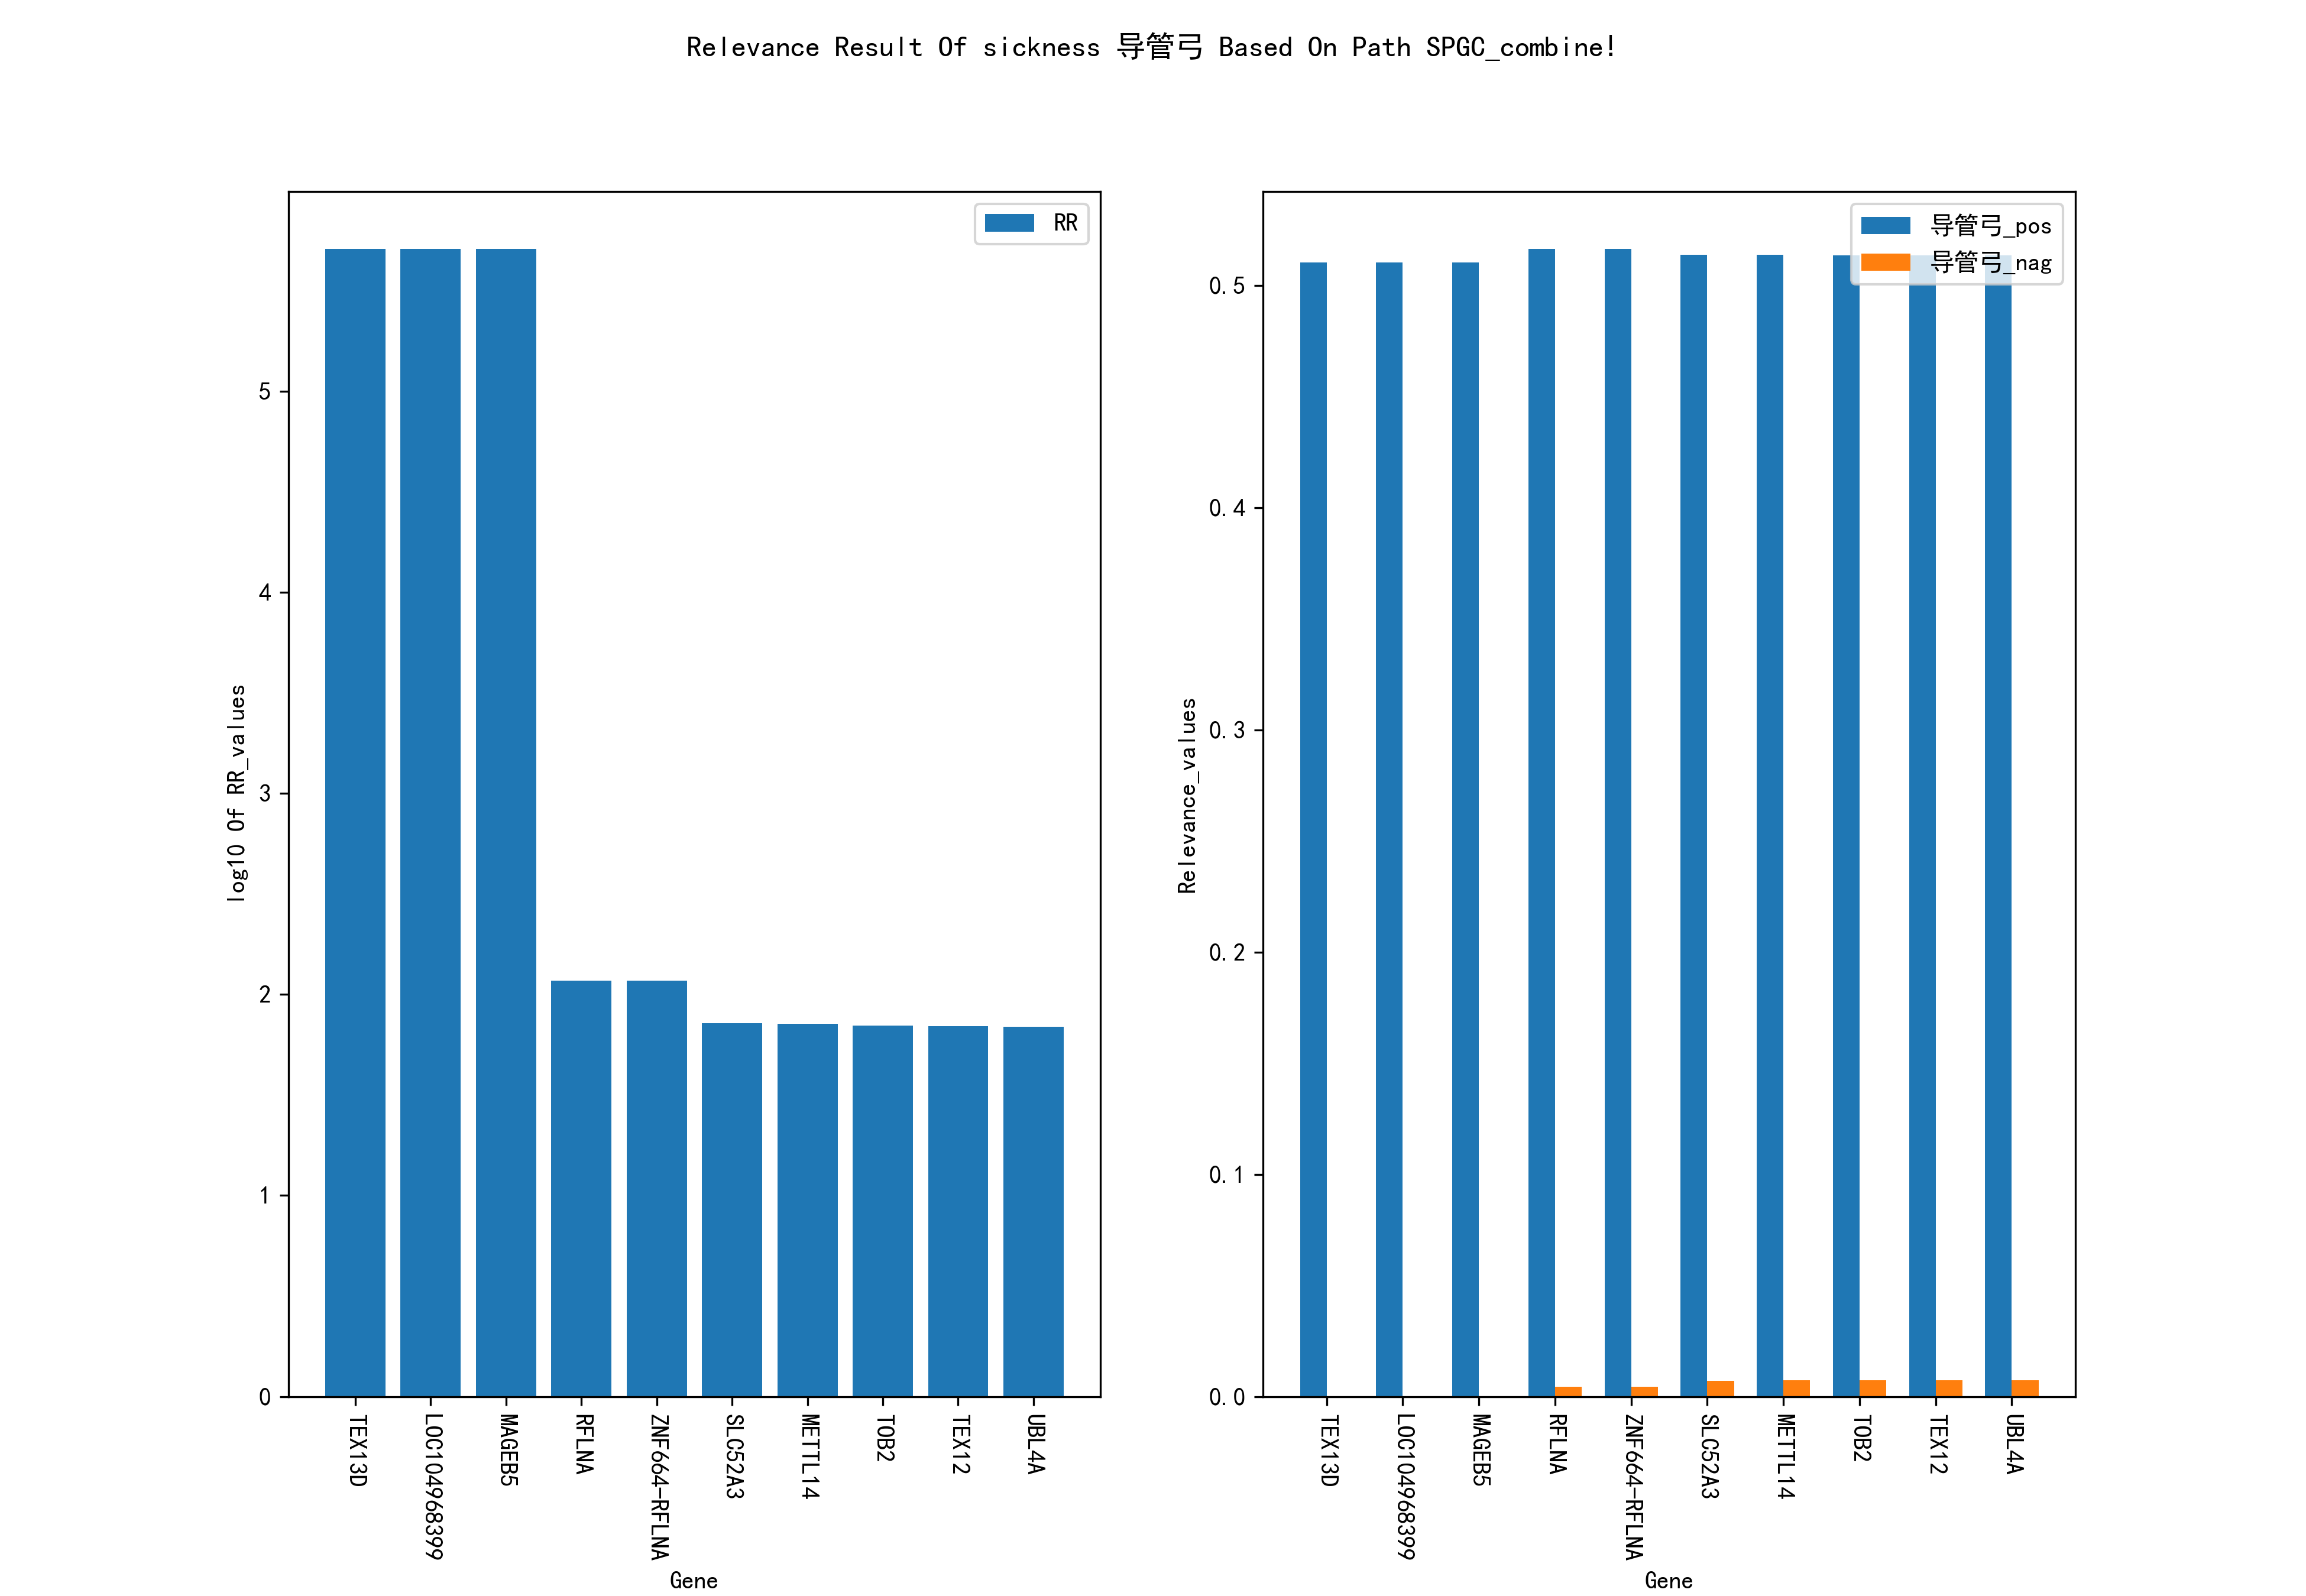 Relevance Result Of sickness 导管弓 Based On Path SPGC_combine!
RR
5
4
3
2
1
0
log10 Of RR_values
TEX13D
LOC104968399
MAGEB5
RFLNA
ZNF664-RFLNA
SLC52A3
METTL14
TOB2
TEX12
UBL4A
Gene
导管弓_pos
导管弓_nag
0.5
0.4
0.3
0.2
0.1
0.0
Relevance_values
TEX13D
LOC104968399
MAGEB5
RFLNA
ZNF664-RFLNA
SLC52A3
METTL14
TOB2
TEX12
UBL4A
Gene